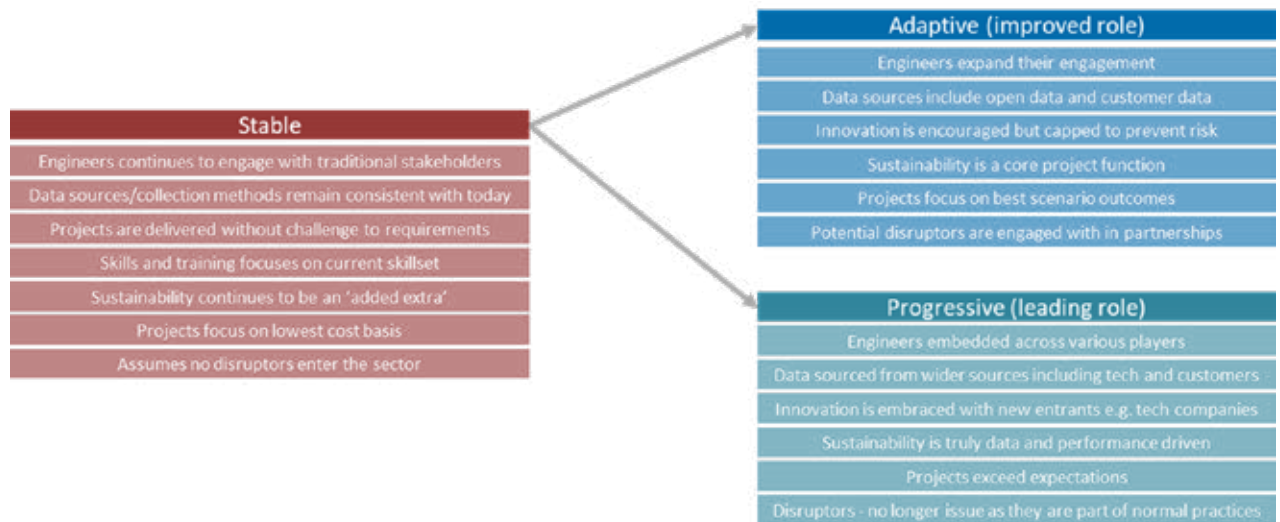 Stable
Engineers continues to engage with traditional stakeholders
Data sources/collection methods remain consistent with today
Projects are delivered without challenge to requirements
Skills and training focuses on current skillset
Sustainability continues to be an ‘added extra’
Projects focus on lowest cost basis
Assumes no disruptors enter the sector
Adaptive (improved role)
Engineers expand their engagement
Data sources include open data and customer data
Innovation is encouraged but capped to prevent risk
Sustainability is a core project function
Projects focus on best scenario outcomes
Potential disruptors are engaged with in partnerships
Progressive (leading role)
Engineers embedded across various players
Data sourced from wider sources including tech and customers
Innovation is embraced with new entrants e.g. tech companies
Sustainability is truly data and performance driven
Projects exceed expectations
Disruptors - no longer issue as they are part of normal practices